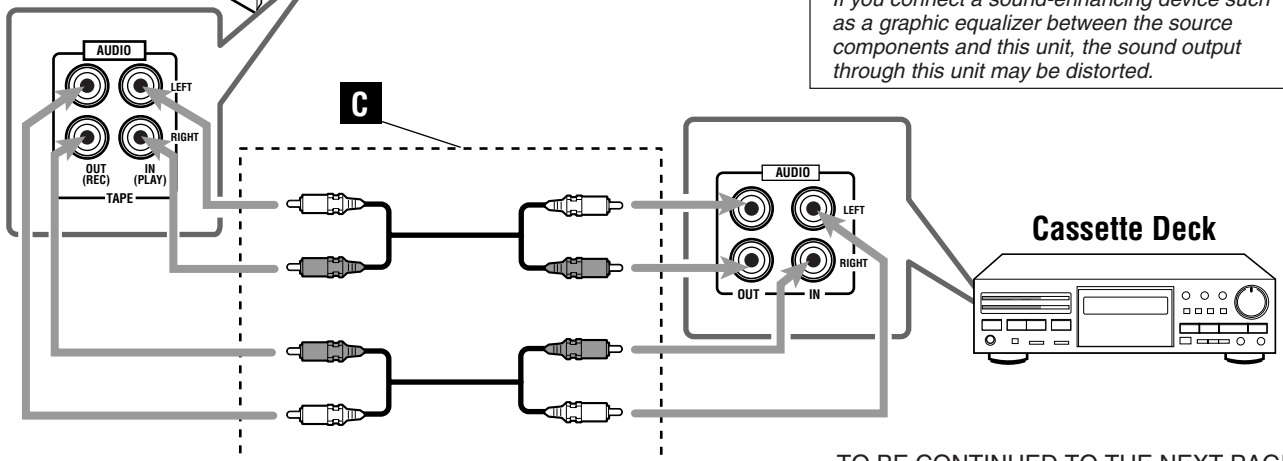 If you connect a sound-enhancing device such
as a graphic equalizer between the source
components and this unit, the sound output
through this unit may be distorted.
AUDIO
LEFT
RIGHT
OUT
(REC)
IN
(PLAY)
TAPE
C
AUDIO
LEFT
RIGHT
OUT
IN
Cassette Deck
TO BE CONTINUED TO THE NEXT PAGE